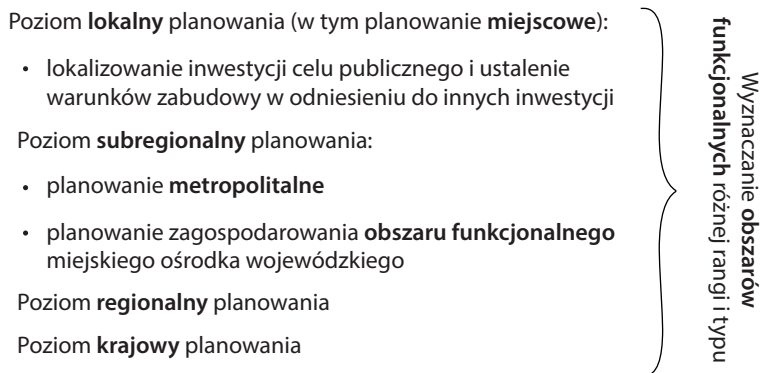 Poziom lokalny planowania (w tym planowanie miejscowe):
• lokalizowanie inwestycji celu publicznego i ustalenie
warunków zabudowy w odniesieniu do innych inwestycji
Poziom subregionalny planowania:
• planowanie metropolitalne
• planowanie zagospodarowania obszaru funkcjonalnego
miejskiego ośrodka wojewódzkiego
Poziom regionalny planowania
Poziom krajowy planowania
Wyznaczanie obszarów
funkcjonalnych różnej rangi i typu